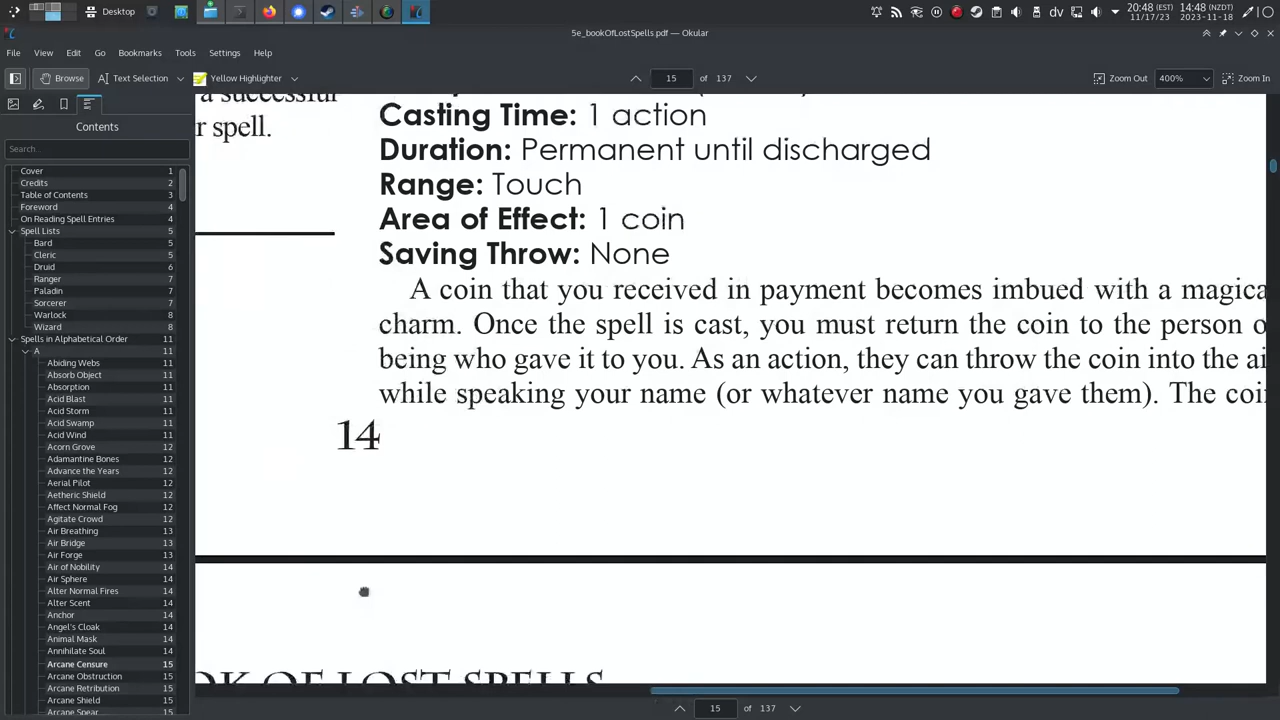 Desktop
dv
20:48 (EST)
11/17/23
14:48 (NZDT)
2023-11-18
5e_bookOfLostSpells.pdf — Okular
File View Edit Go Bookmarks Tools Settings Help
Browse Text Selection Yellow Highlighter 15 of 137 Zoom Out 400% Zoom In
Contents
Search...
Cover 1
Credits 2
Table of Contents 3
Foreword 4
On Reading Spell Entries 4
Spell Lists 5
Bard 5
Cleric 5
Druid 6
Ranger 7
Paladin 7
Sorcerer 7
Warlock 8
Wizard 8
Spells in Alphabetical Order 11
A 11
Abiding Webs 11
Absorb Object 11
Absorption 11
Acid Blast 11
Acid Storm 11
Acid Swamp 11
Acid Wind 11
Acorn Grove 12
Adamantine Bones 12
Advance the Years 12
Aerial Pilot 12
Aetheric Shield 12
Affect Normal Fog 12
Agitate Crowd 12
Air Breathing 13
Air Bridge 13
Air Forge 13
Air of Nobility 14
Air Sphere 14
Alter Normal Fires 14
Alter Scent 14
Anchor 14
Angel's Cloak 14
Animal Mask 14
Annihilate Soul 14
Arcane Censure 15
Arcane Obstruction 15
Arcane Retribution 15
Arcane Shield 15
Arcane Spear 15
a successful
r spell.
Casting Time: 1 action
Duration: Permanent until discharged
Range: Touch
Area of Effect: 1 coin
Saving Throw: None
A coin that you received in payment becomes imbued with a magica
charm. Once the spell is cast, you must return the coin to the person o
being who gave it to you. As an action, they can throw the coin into the ai
while speaking your name (or whatever name you gave them). The coi
14
OK OF LOST SPELLS
15 of 137